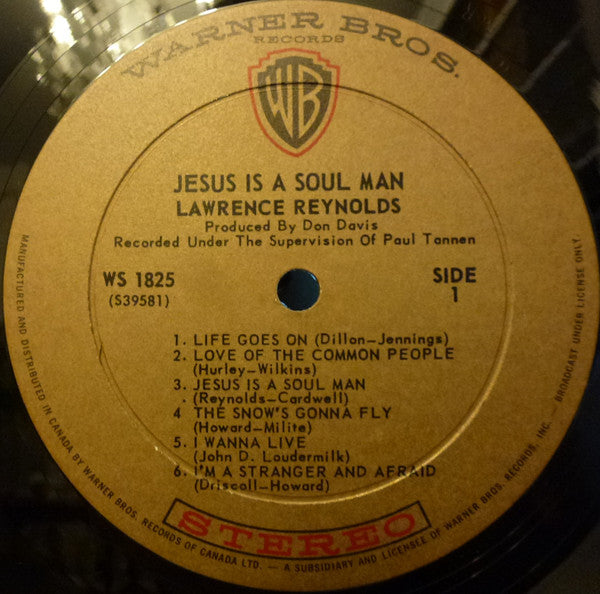 WARNER BROS.
RECORDS
WB
JESUS IS A SOUL MAN
LAWRENCE REYNOLDS
Produced By Don Davis
Recorded Under The Supervision Of Paul Tannen
WS 1825
(S39581)
SIDE
1
1. LIFE GOES ON (Dillon—Jennings)
2. LOVE OF THE COMMON PEOPLE
(Hurley—Wilkins)
3. JESUS IS A SOUL MAN
(Reynolds—Cardwell)
4 THE SNOW'S GONNA FLY
(Howard—Milite)
5. I WANNA LIVE
(John D. Loudermilk)
6. I'M A STRANGER AND AFRAID
(Driscoll—Howard)
STEREO
MANUFACTURED AND DISTRIBUTED IN CANADA BY WARNER BROS. RECORDS OF CANADA LTD. — A SUBSIDIARY AND LICENSEE OF WARNER BROS. RECORDS, INC. — BROADCAST UNDER LICENSE ONLY.